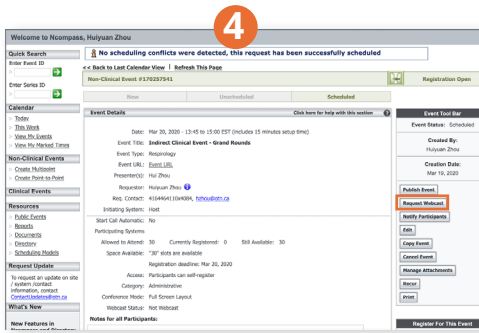 4
Welcome to Ncompass, Huiyuan Zhou
Quick Search
Enter Event ID
Enter Series ID
Calendar
Today
This Week
View My Events
View My Marked Times
Non-Clinical Events
Create Multipoint
Create Point-to-Point
Clinical Events
Resources
Public Events
Reports
Documents
Directory
Scheduling Models
Request Update
To request an update on site
/ system /contact
information, contact
ContactUpdates@otn.ca
What's New
New Features in
No scheduling conflicts were detected, this request has been successfully scheduled
<< Back to Last Calendar View | Refresh This Page
Non-Clinical Event #170257541
Registration Open
New Unscheduled Scheduled
Event Details Click here for help with this section
Date: Mar 20, 2026 - 13:45 to 15:00 EST (includes 15 minutes setup time)
Event Title: Indirect Clinical Event - Grand Rounds
Event Type: Respirology
Event URL: Event URL
Presenter(s): Hui Zhou
Requestor: Huiyuan Zhou
Req. Contact: 4164464110x4084, hzhou@otn.ca
Initiating System: Host
Start Call Automatic: No
Participating Systems
Allowed to Attend: 30 Currently Registered: 0 Still Available: 30
Space Available: "30" slots are available
Registration deadline: Mar 20, 2026
Access: Participants can self-register
Category: Administrative
Conference Mode: Full Screen Layout
Webcast Status: Not Webcast
Notes for all Participants:
Event Tool Bar
Event Status: Scheduled
Created By:
Huiyuan Zhou
Creation Date:
Mar 19, 2026
Publish Event
Request Webcast
Notify Participants
Edit
Copy Event
Cancel Event
Manage Attachments
Recur
Print
Register For This Event